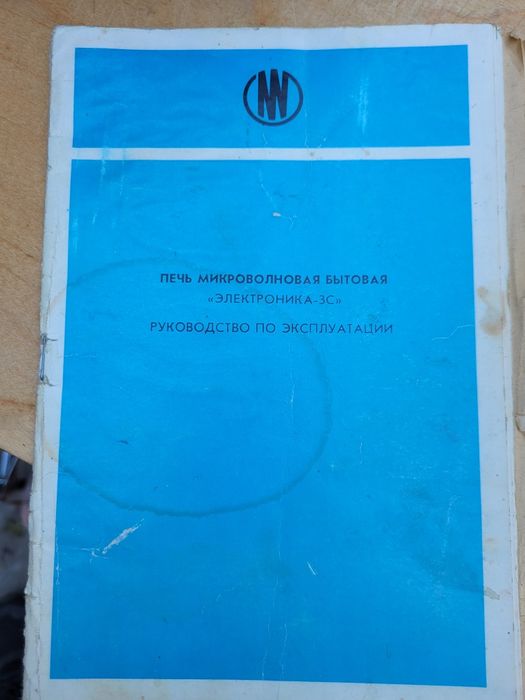 ПЕЧЬ МИКРОВОЛНОВАЯ БЫТОВАЯ
«ЭЛЕКТРОНИКА-3С»
РУКОВОДСТВО ПО ЭКСПЛУАТАЦИИ